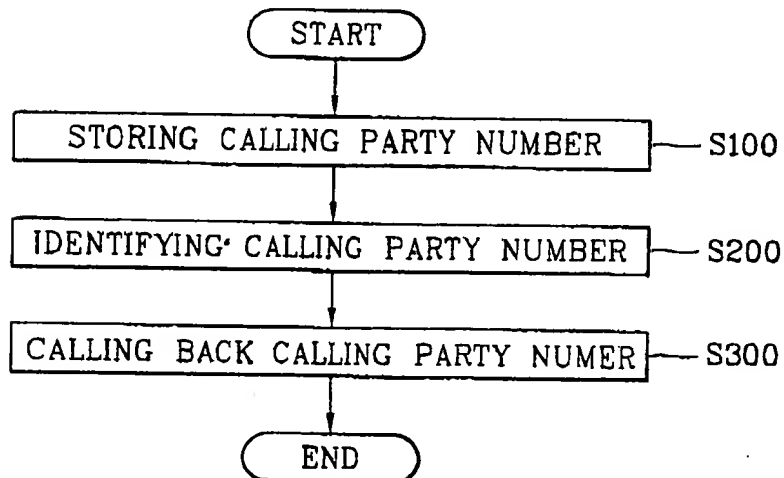 START
STORING CALLING PARTY NUMBER S100
IDENTIFYING CALLING PARTY NUMBER S200
CALLING BACK CALLING PARTY NUMER S300
END